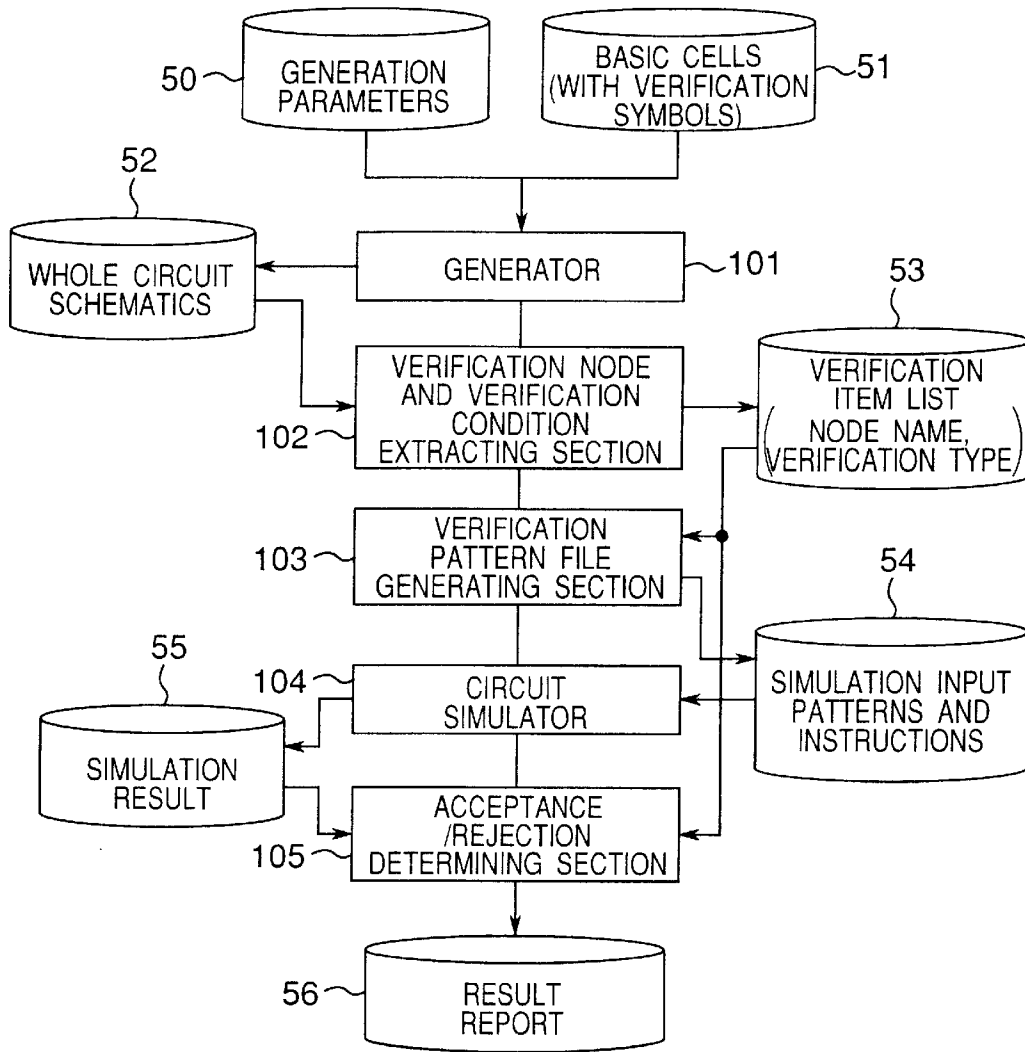 50
GENERATION
PARAMETERS
BASIC CELLS
(WITH VERIFICATION
SYMBOLS)
51
52
WHOLE CIRCUIT
SCHEMATICS
GENERATOR
101
53
VERIFICATION NODE
AND VERIFICATION
CONDITION
EXTRACTING SECTION
102
VERIFICATION
ITEM LIST
(NODE NAME,
VERIFICATION TYPE)
VERIFICATION
PATTERN FILE
GENERATING SECTION
103
54
55
104
CIRCUIT
SIMULATOR
SIMULATION INPUT
PATTERNS AND
INSTRUCTIONS
SIMULATION
RESULT
ACCEPTANCE
/REJECTION
DETERMINING SECTION
105
56
RESULT
REPORT